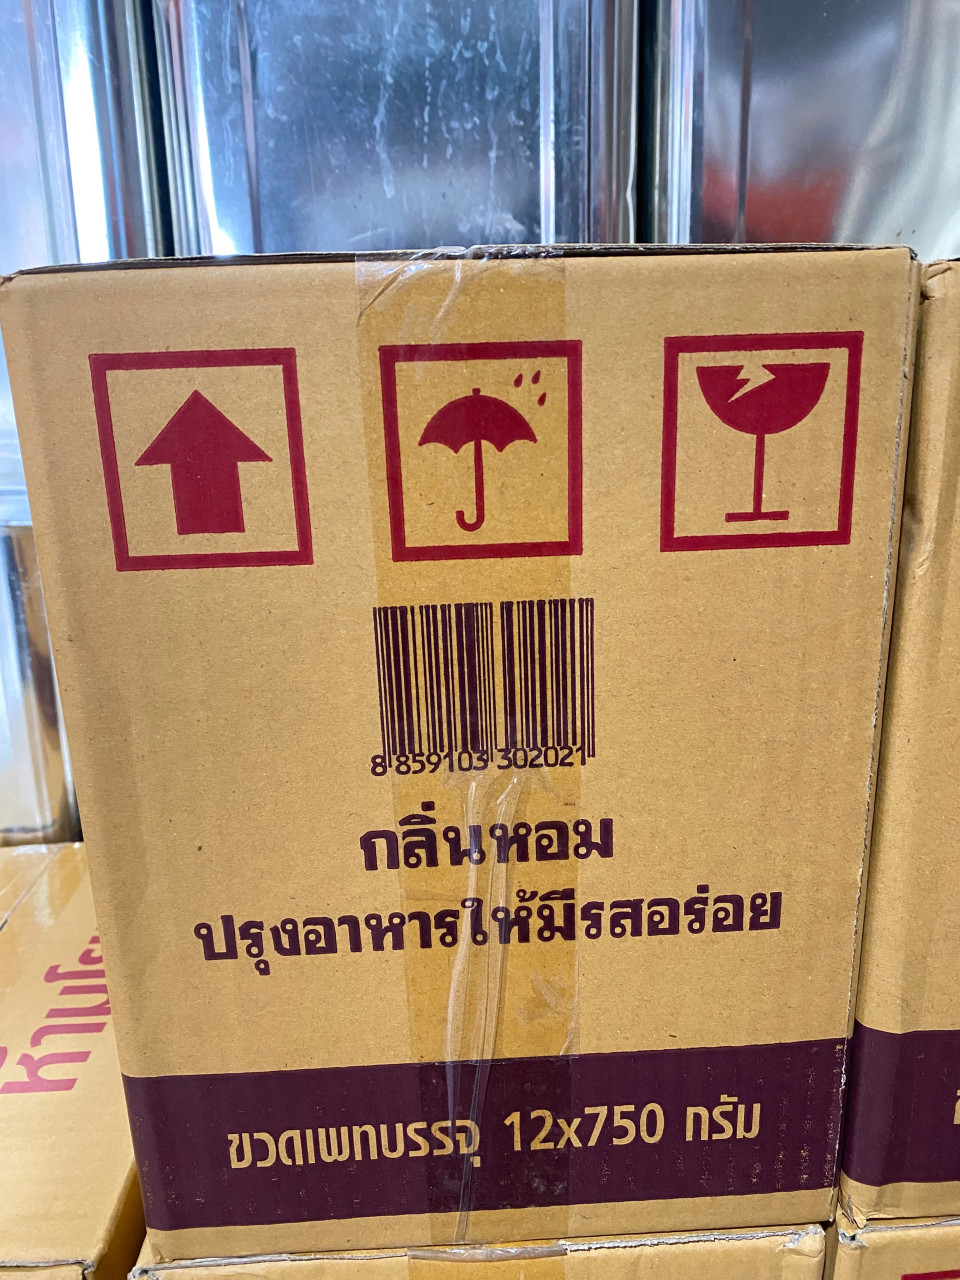 8 859103 302021
กลิ่นหอม
ปรุงอาหารให้มีรสอร่อย
ขวดเพทบรรจุ 12x750 กรัม